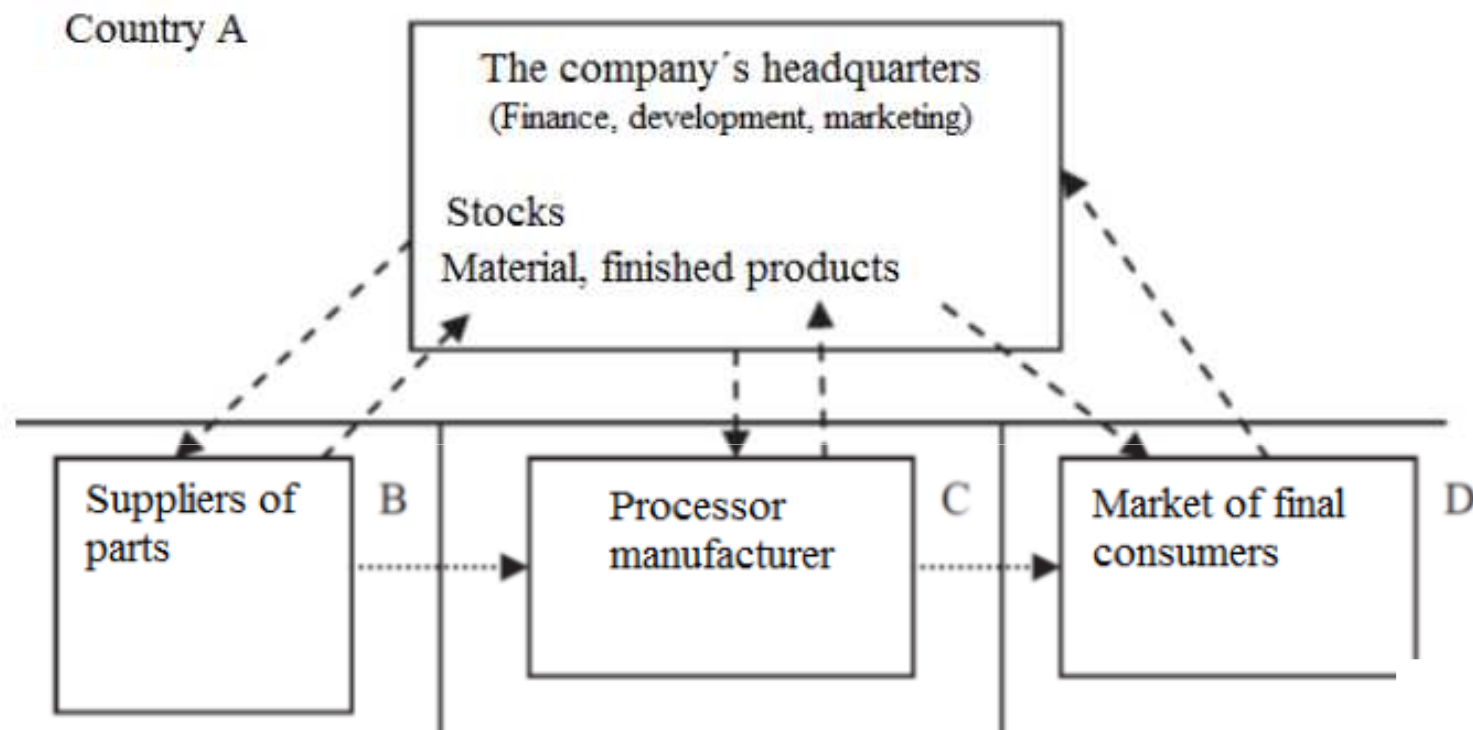 Country A
The company´s headquarters
(Finance, development, marketing)
Stocks
Material, finished products
Suppliers of
parts
B
Processor
manufacturer
C
Market of final
consumers
D